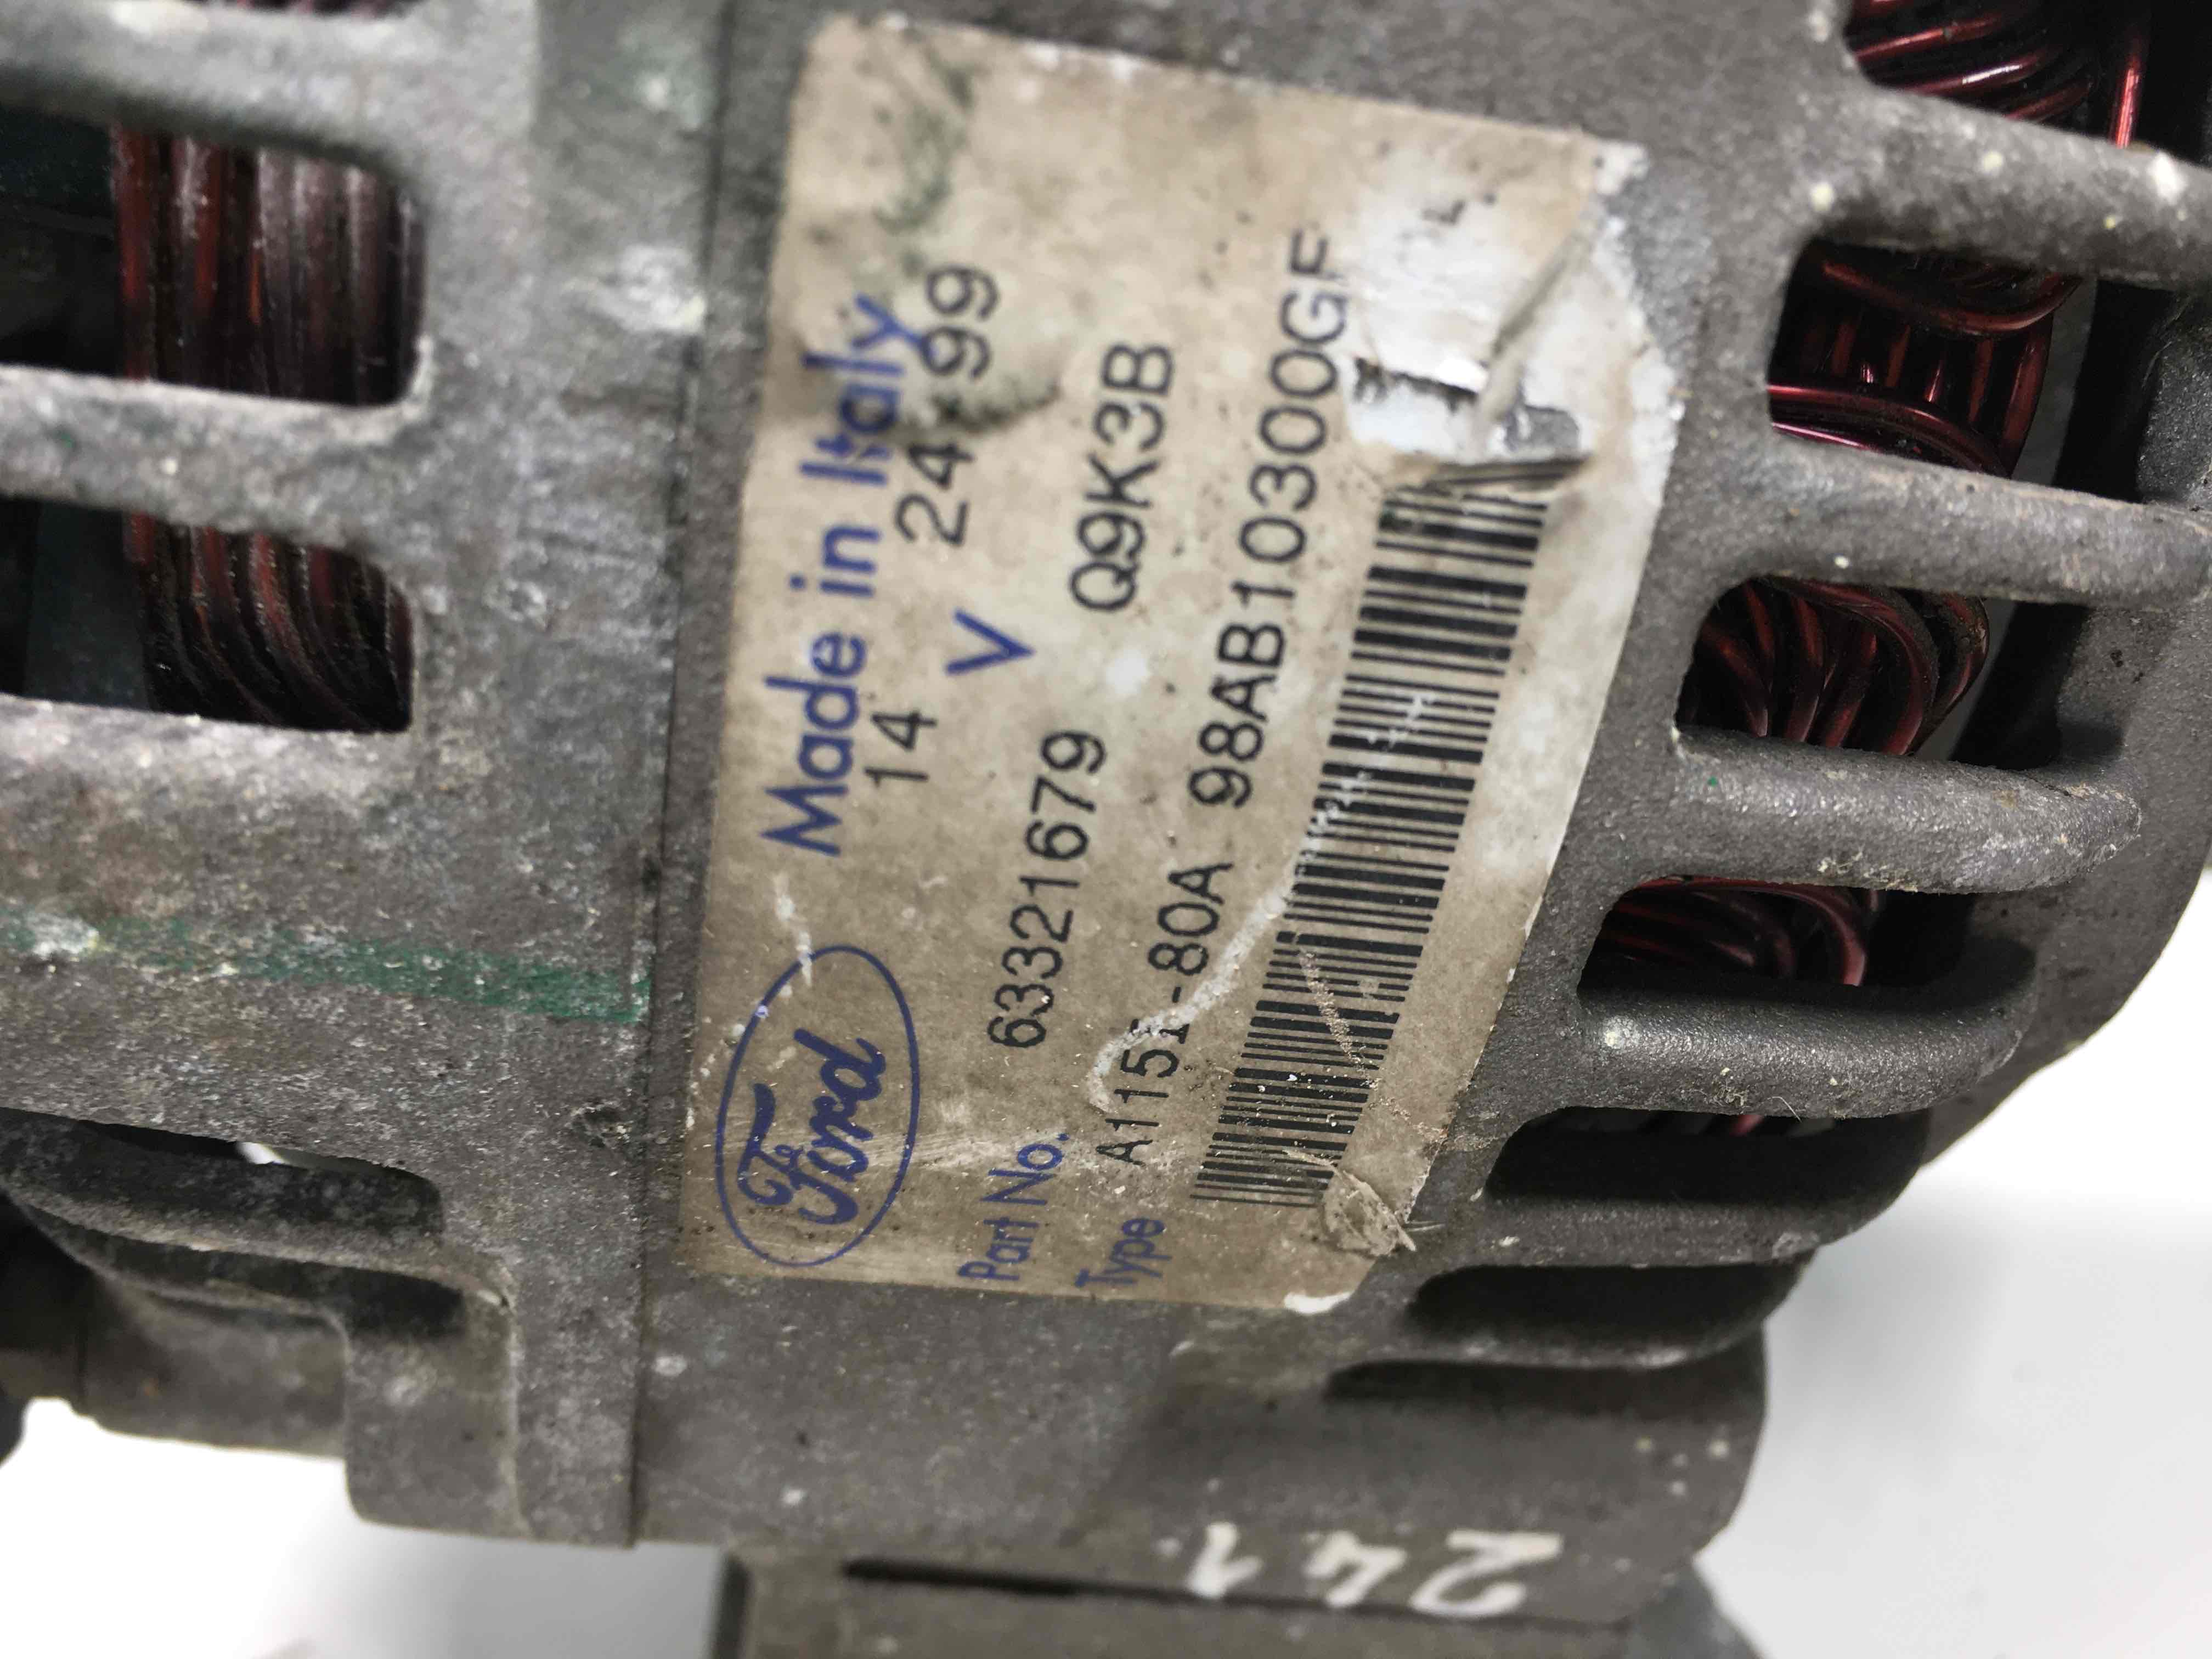 Ford Made in Italy
14 V 24 99
Part No. 63321679 Q9K3B
Type A115I-80A 98AB10300GF
241